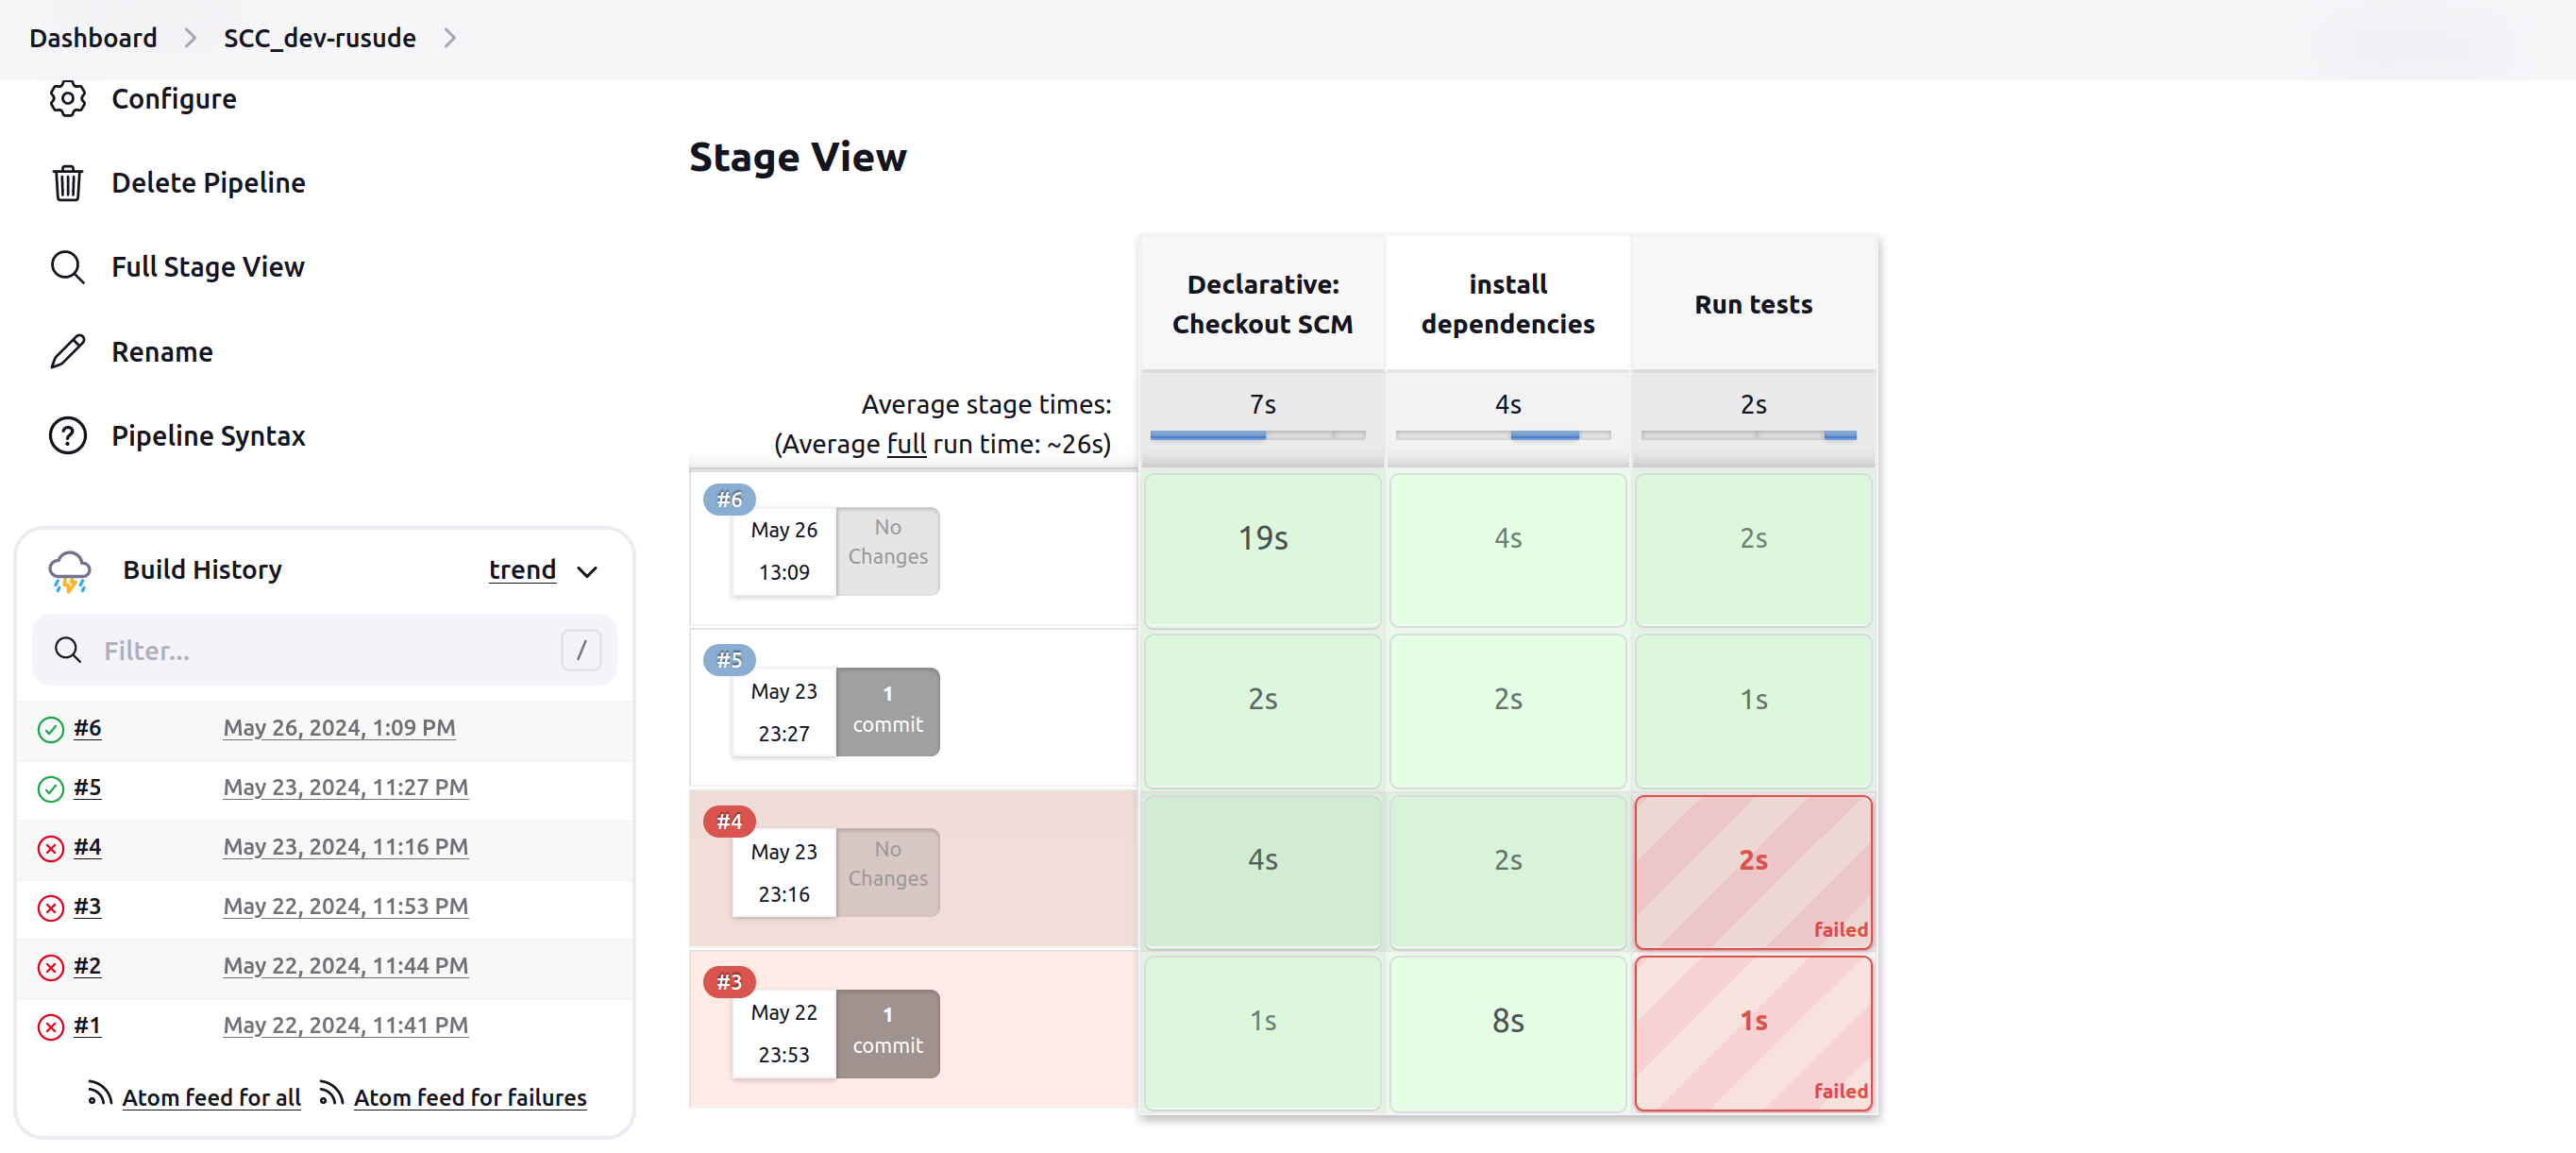 Dashboard > SCC_dev-rusude >
Configure
Delete Pipeline
Full Stage View
Rename
Pipeline Syntax
Build History
trend
Filter...
/
#6 May 26, 2024, 1:09 PM
#5 May 23, 2024, 11:27 PM
#4 May 23, 2024, 11:16 PM
#3 May 22, 2024, 11:53 PM
#2 May 22, 2024, 11:44 PM
#1 May 22, 2024, 11:41 PM
Atom feed for all Atom feed for failures
Stage View
Declarative:
Checkout SCM
install
dependencies
Run tests
Average stage times:
(Average full run time: ~26s)
7s
4s
2s
#6
May 26
13:09
No
Changes
19s
4s
2s
#5
May 23
23:27
1
commit
2s
2s
1s
#4
May 23
23:16
No
Changes
4s
2s
2s
failed
#3
May 22
23:53
1
commit
1s
8s
1s
failed